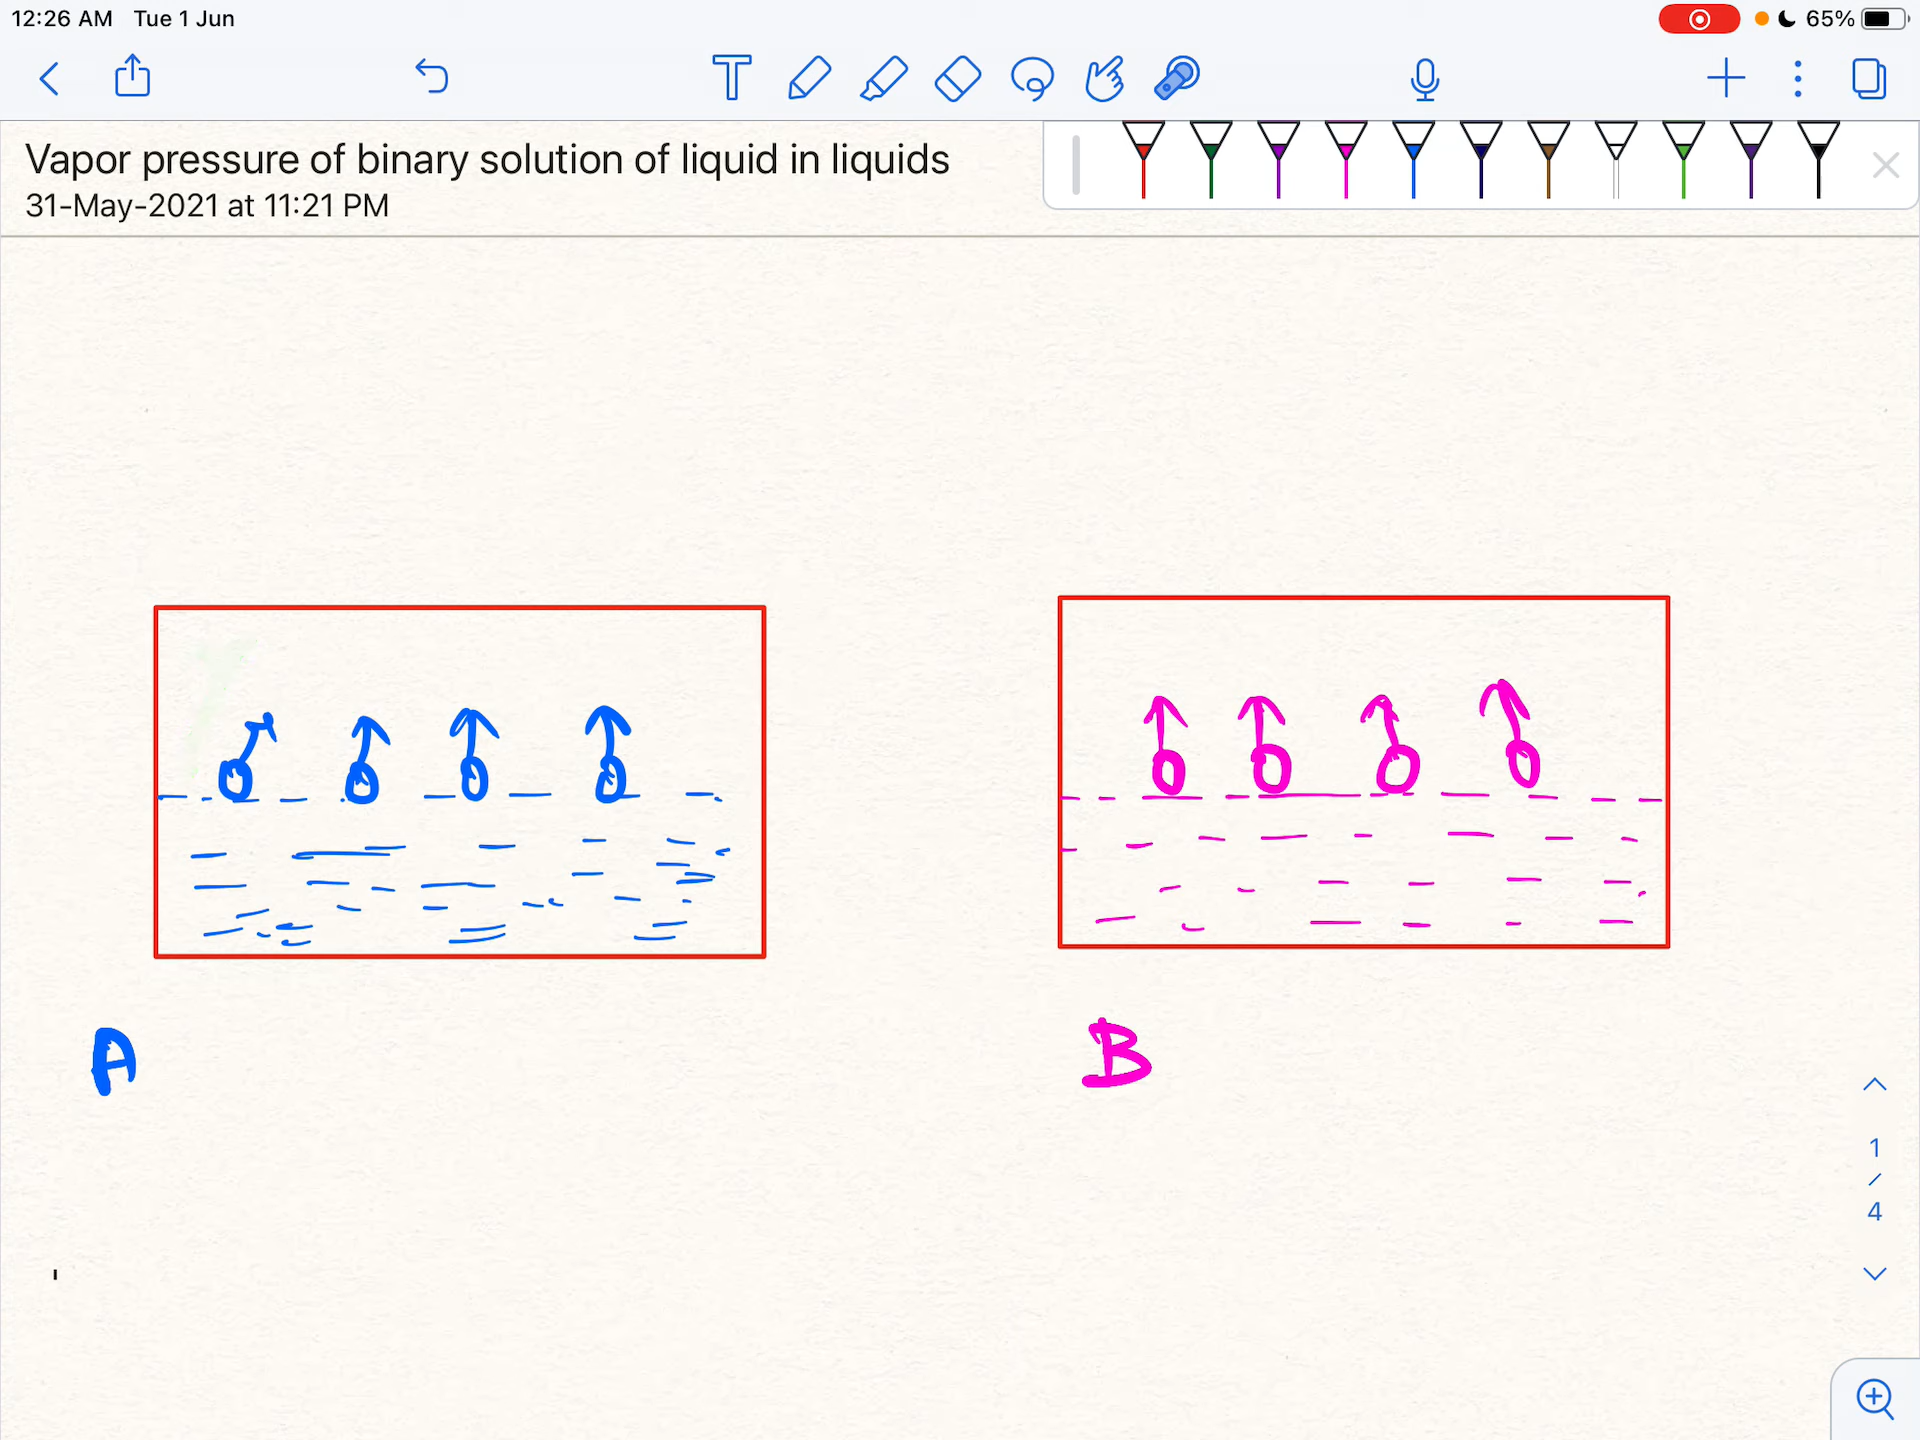 12:26 AM Tue 1 Jun
65%
Vapor pressure of binary solution of liquid in liquids
31-May-2021 at 11:21 PM
A
B
1
/
4